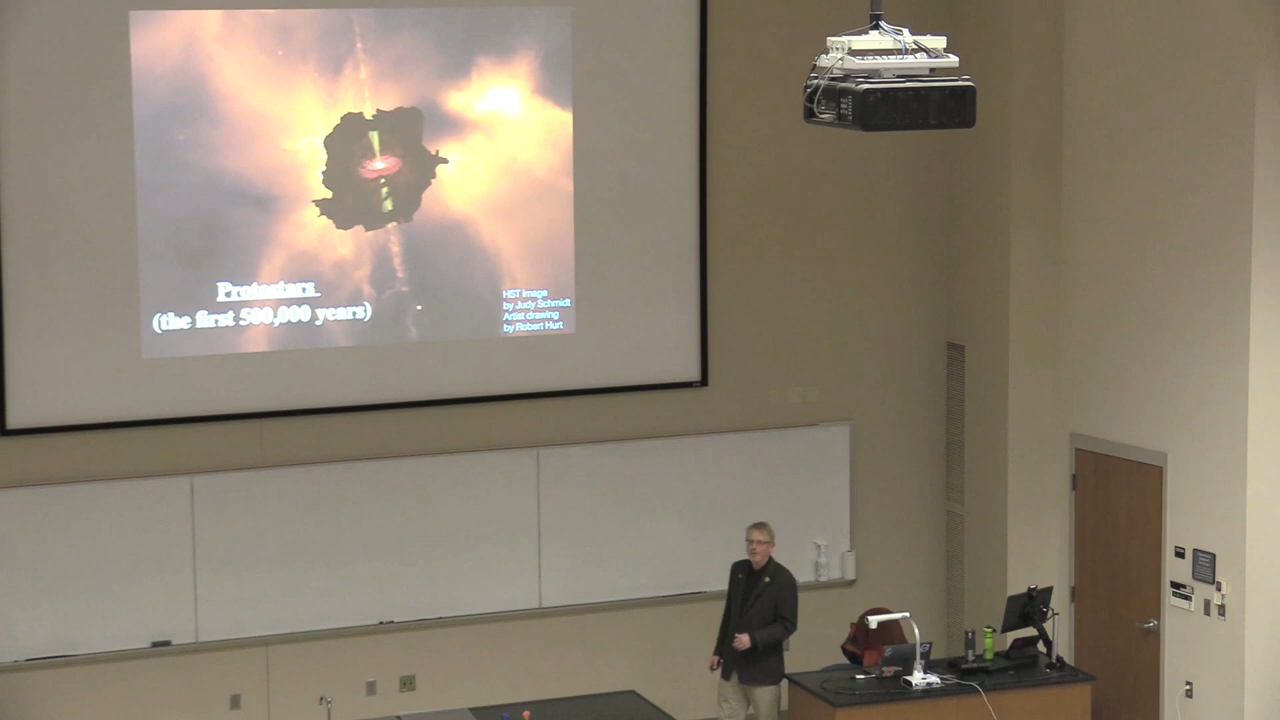 Protostars
(the first 500,000 years)
HST image
by Judy Schmidt
Artist drawing
by Robert Hurt